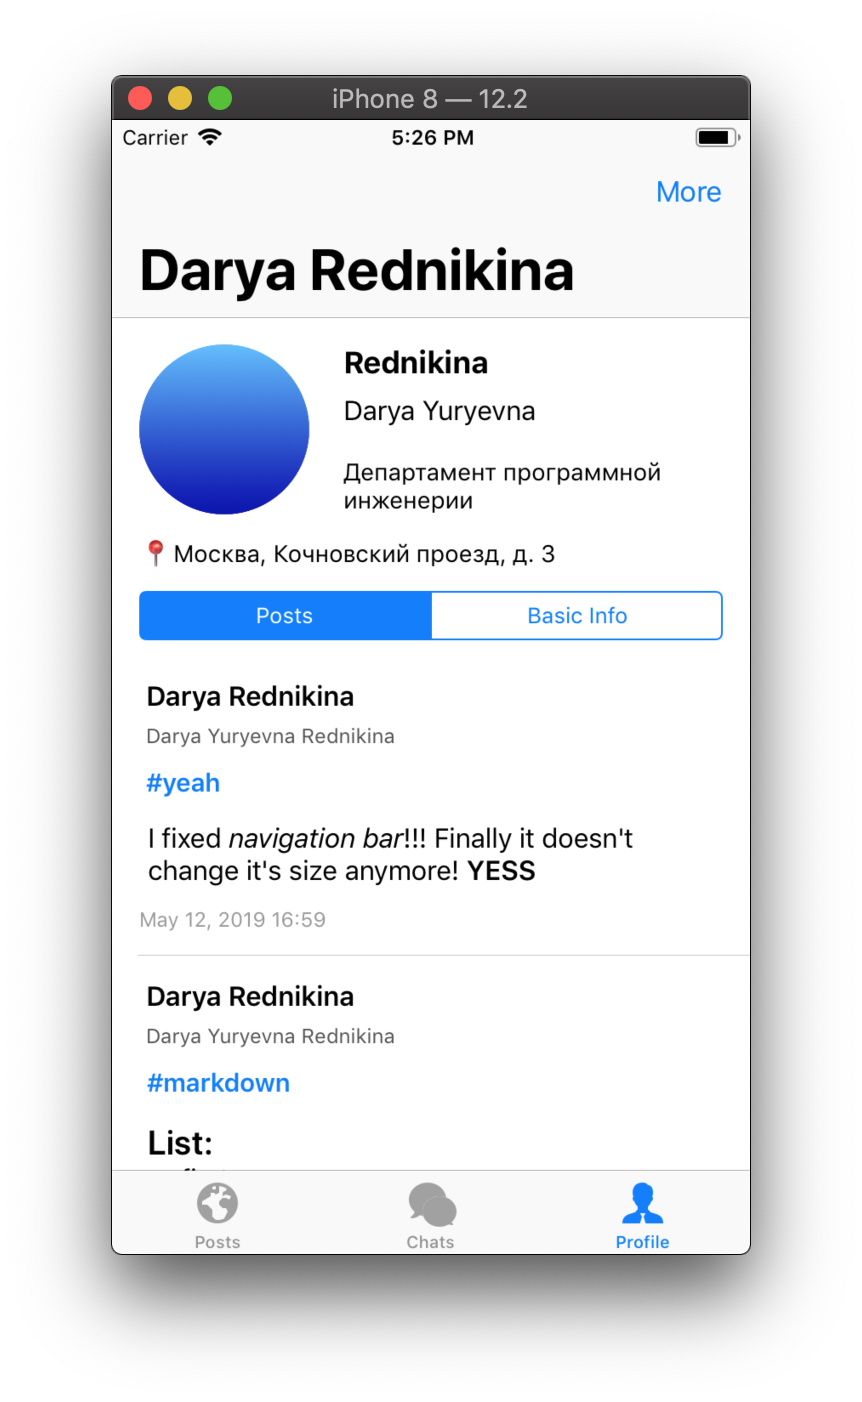 iPhone 8 — 12.2
Carrier 5:26 PM
More
Darya Rednikina
Rednikina
Darya Yuryevna
Департамент программной
инженерии
Москва, Кочновский проезд, д. 3
Posts Basic Info
Darya Rednikina
Darya Yuryevna Rednikina
#yeah
I fixed navigation bar!!! Finally it doesn't
change it's size anymore! YESS
May 12, 2019 16:59
Darya Rednikina
Darya Yuryevna Rednikina
#markdown
List:
Posts Chats Profile